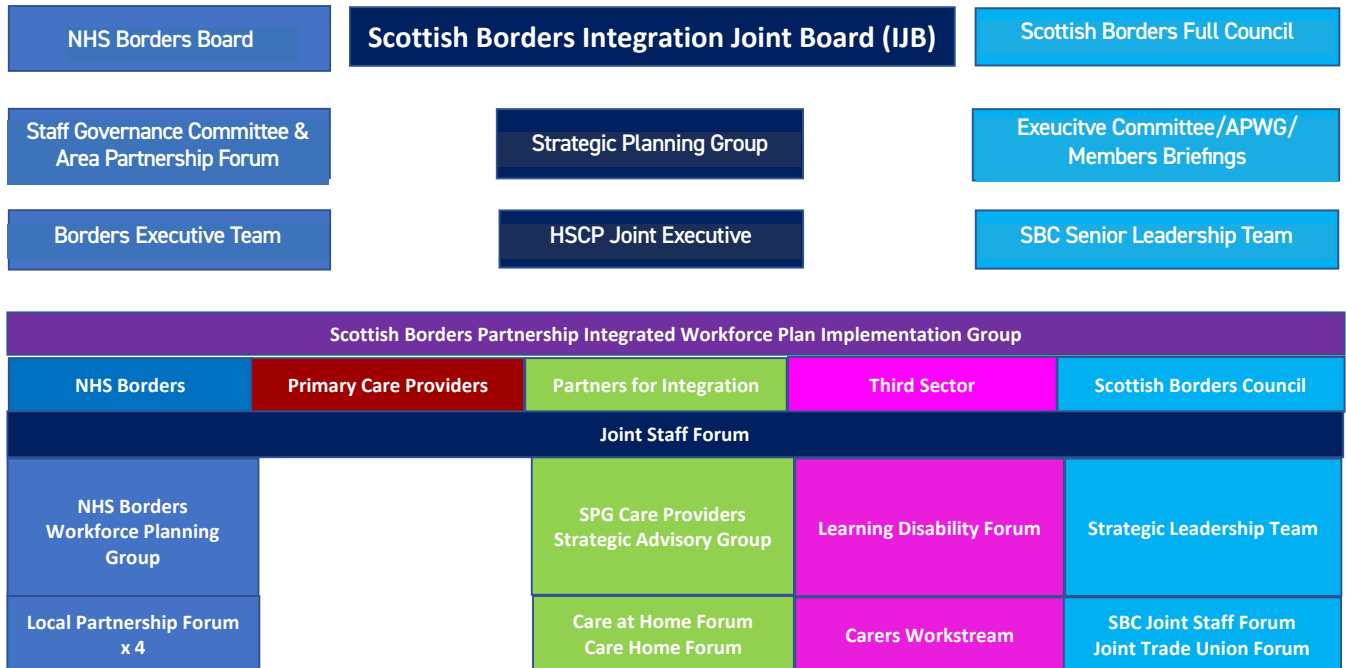 NHS Borders Board
Scottish Borders Integration Joint Board (IJB)
Scottish Borders Full Council
Staff Governance Committee &
Area Partnership Forum
Strategic Planning Group
Exeucitve Committee/APWG/
Members Briefings
Borders Executive Team
HSCP Joint Executive
SBC Senior Leadership Team
Scottish Borders Partnership Integrated Workforce Plan Implementation Group
NHS Borders
Primary Care Providers
Partners for Integration
Third Sector
Scottish Borders Council
Joint Staff Forum
NHS Borders
Workforce Planning
Group
SPG Care Providers
Strategic Advisory Group
Learning Disability Forum
Strategic Leadership Team
Local Partnership Forum
x 4
Care at Home Forum
Care Home Forum
Carers Workstream
SBC Joint Staff Forum
Joint Trade Union Forum